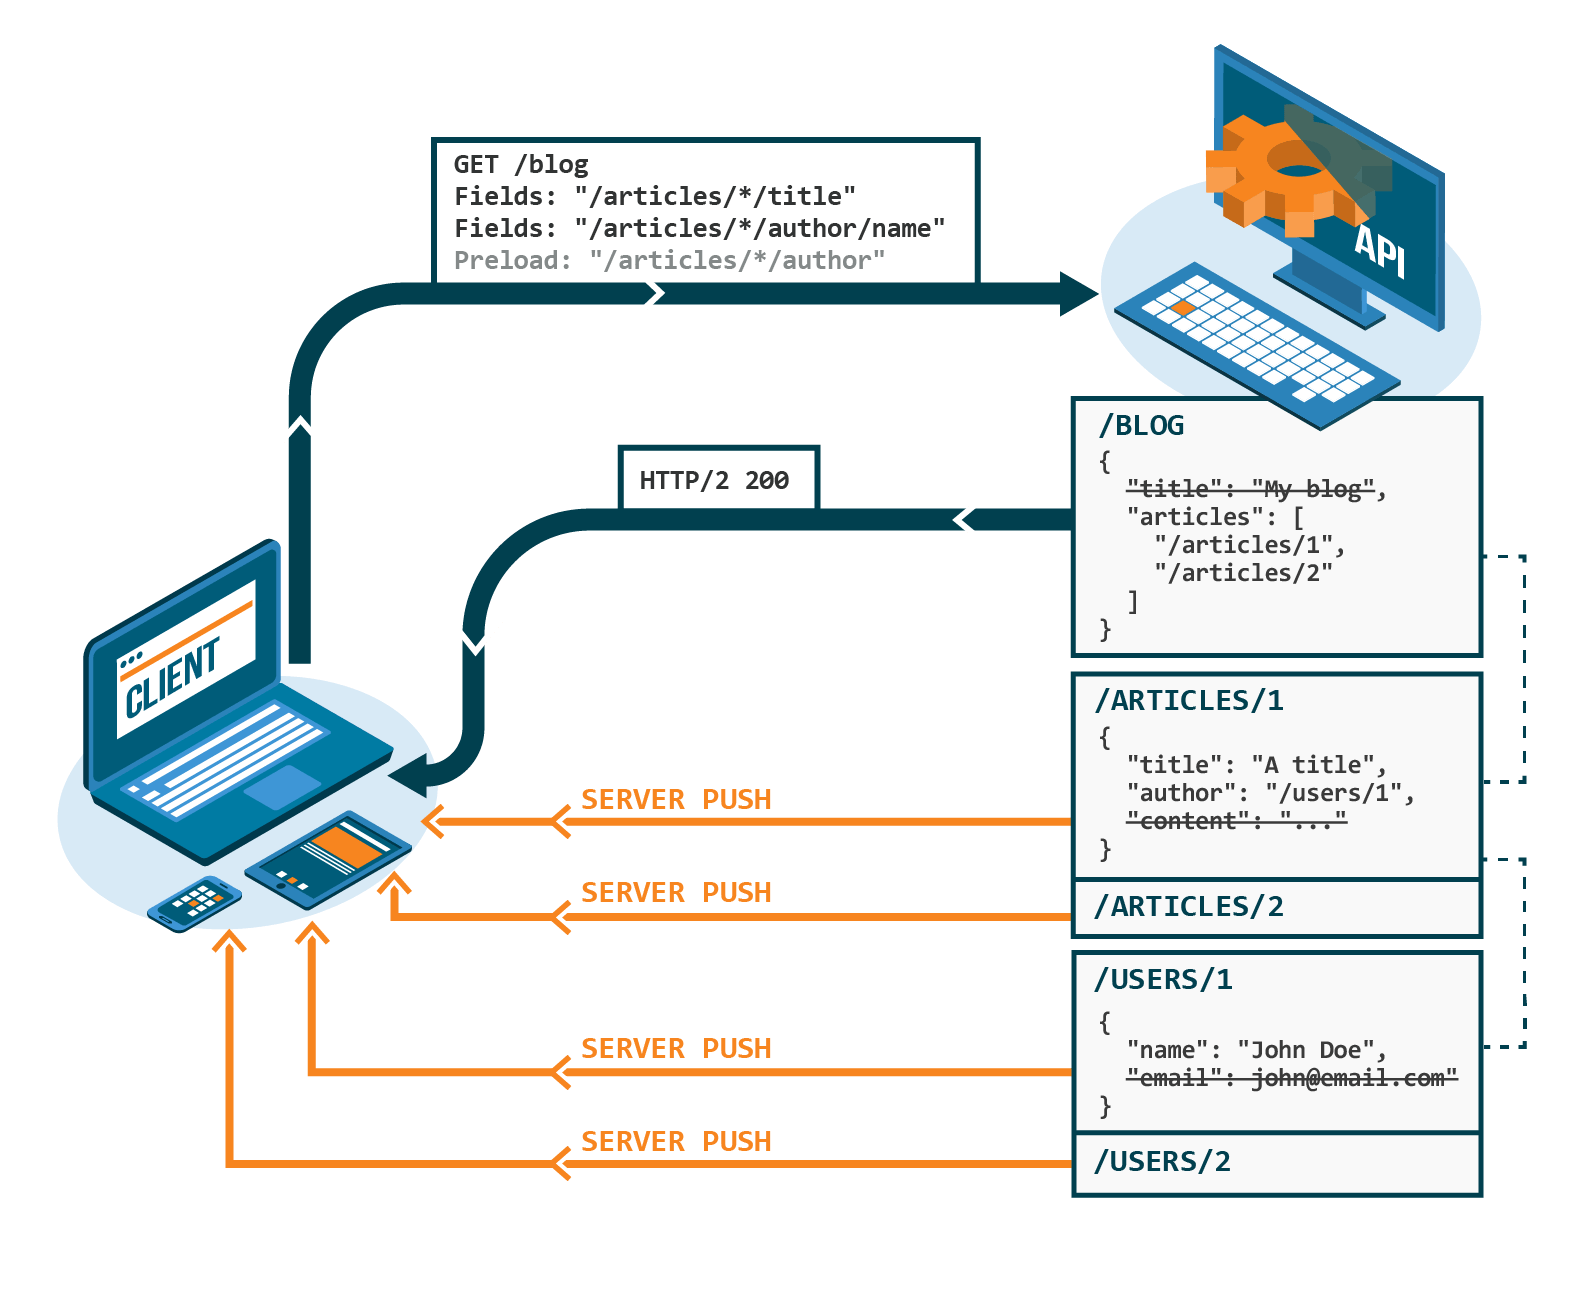 GET /blog
Fields: "/articles/*/title"
Fields: "/articles/*/author/name"
Preload: "/articles/*/author"
API
HTTP/2 200
/BLOG
{
"title": "My blog",
"articles": [
"/articles/1",
"/articles/2"
]
}
CLIENT
/ARTICLES/1
{
"title": "A title",
"author": "/users/1",
"content": "..."
}
SERVER PUSH
SERVER PUSH
/ARTICLES/2
/USERS/1
{
"name": "John Doe",
"email": john@email.com"
}
SERVER PUSH
SERVER PUSH
/USERS/2